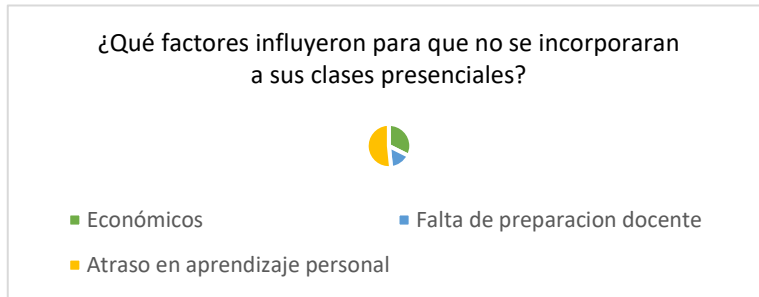 ¿Qué factores influyeron para que no se incorporaran
a sus clases presenciales?
Económicos
Falta de preparacion docente
Atraso en aprendizaje personal